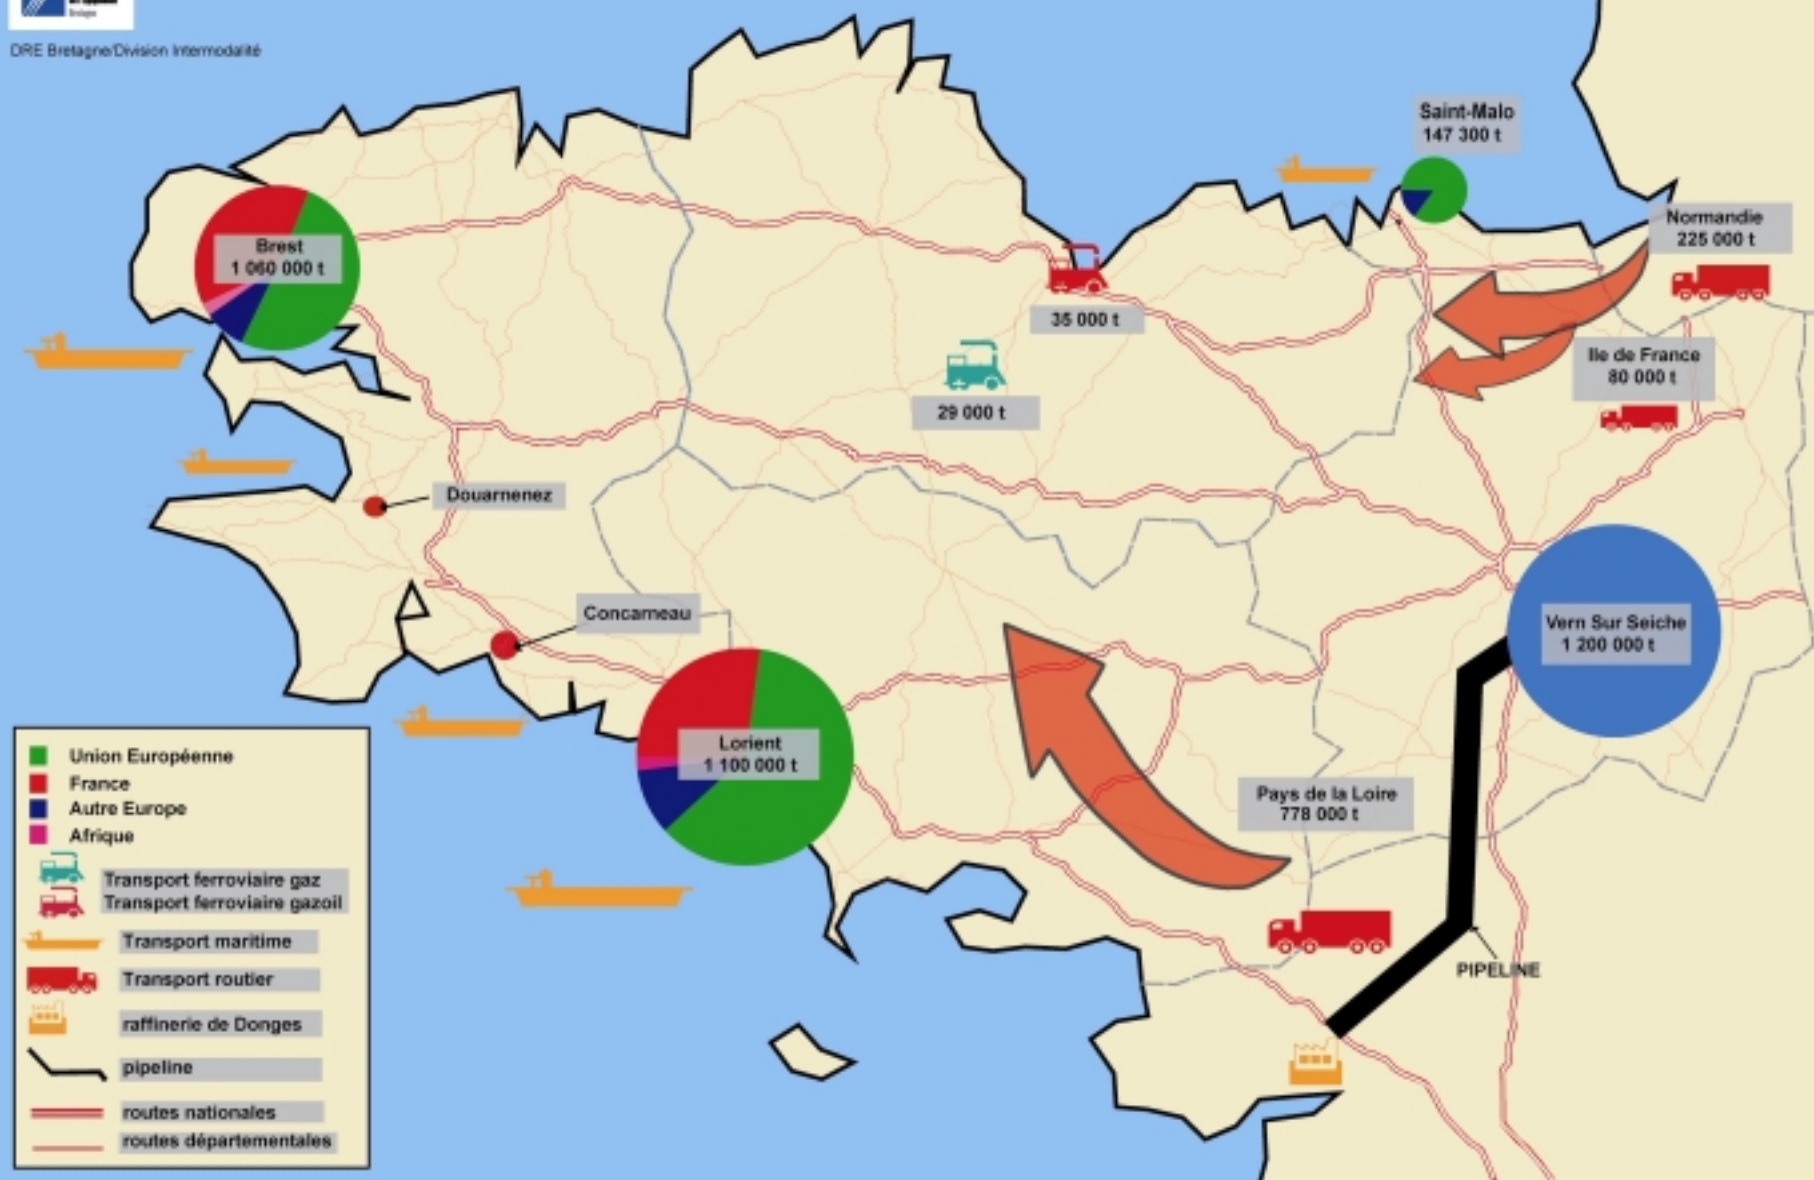 Bretagne
DRE Bretagne/Division Intermodalité
Saint-Malo
147 300 t
Normandie
225 000 t
Brest
1 060 000 t
35 000 t
Ile de France
80 000 t
29 000 t
Douarnenez
Concarneau
Vern Sur Seiche
1 200 000 t
Lorient
1 100 000 t
Pays de la Loire
778 000 t
PIPELINE
Union Européenne
France
Autre Europe
Afrique
Transport ferroviaire gaz
Transport ferroviaire gazoil
Transport maritime
Transport routier
raffinerie de Donges
pipeline
routes nationales
routes départementales